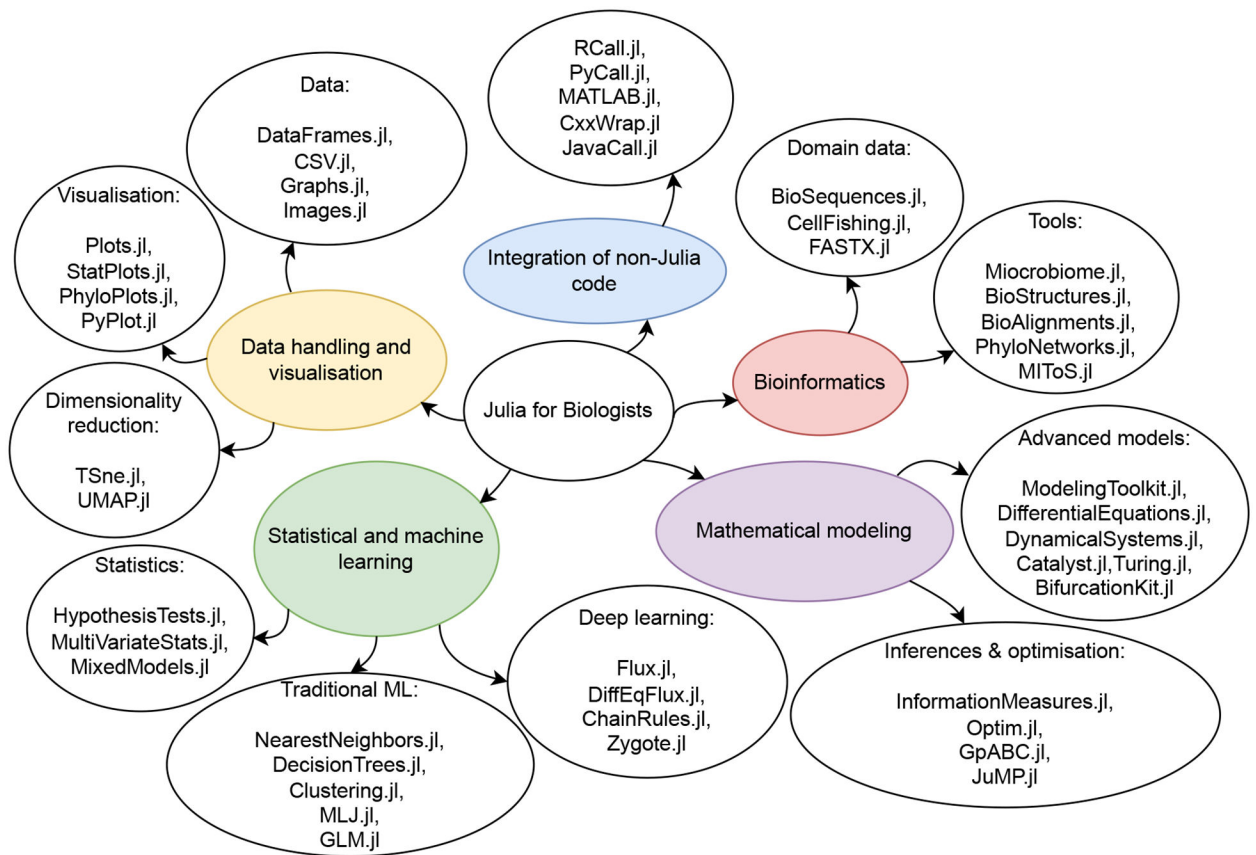 RCall.jl,
PyCall.jl,
MATLAB.jl,
CxxWrap.jl
JavaCall.jl
Data:
DataFrames.jl,
CSV.jl,
Graphs.jl,
Images.jl
Domain data:
BioSequences.jl,
CellFishing.jl,
FASTX.jl
Visualisation:
Plots.jl,
StatPlots.jl,
PhyloPlots.jl,
PyPlot.jl
Tools:
Miocrobiome.jl,
BioStructures.jl,
BioAlignments.jl,
PhyloNetworks.jl,
MIToS.jl
Integration of non-Julia
code
Data handling and
visualisation
Bioinformatics
Julia for Biologists
Dimensionality
reduction:
TSne.jl,
UMAP.jl
Advanced models:
ModelingToolkit.jl,
DifferentialEquations.jl,
DynamicalSystems.jl,
Catalyst.jl,Turing.jl,
BifurcationKit.jl
Statistical and machine
learning
Mathematical modeling
Statistics:
HypothesisTests.jl,
MultiVariateStats.jl,
MixedModels.jl
Deep learning:
Flux.jl,
DiffEqFlux.jl,
ChainRules.jl,
Zygote.jl
Inferences & optimisation:
InformationMeasures.jl,
Optim.jl,
GpABC.jl,
JuMP.jl
Traditional ML:
NearestNeighbors.jl,
DecisionTrees.jl,
Clustering.jl,
MLJ.jl,
GLM.jl